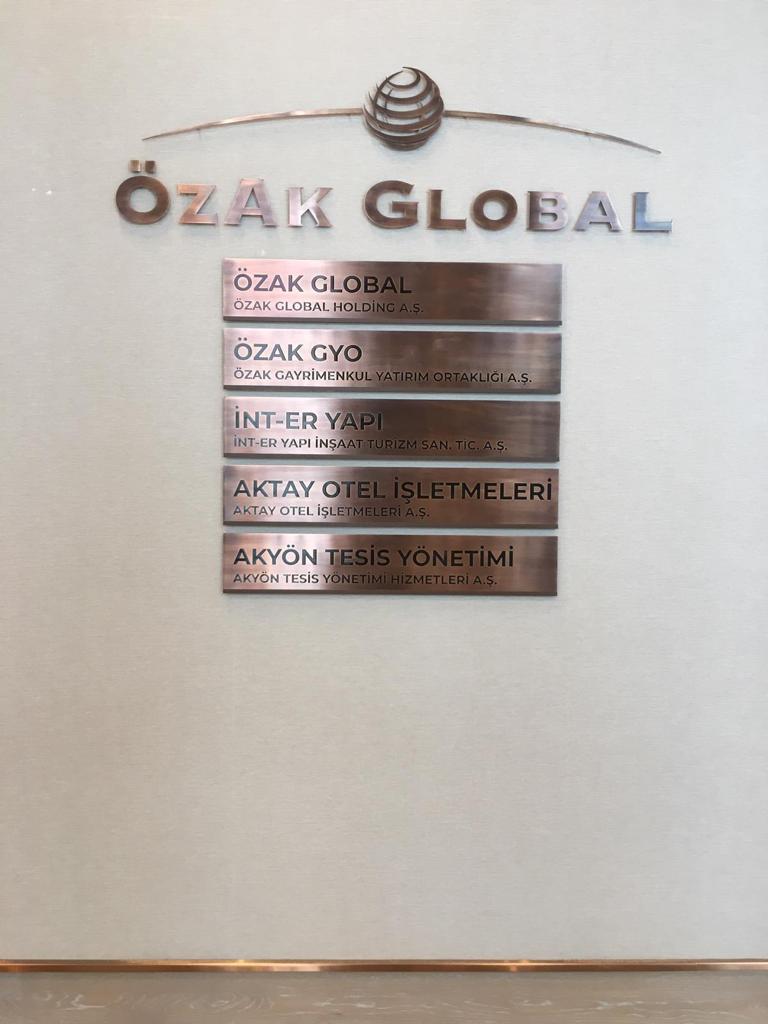 ÖZAK GLOBAL
ÖZAK GLOBAL
ÖZAK GLOBAL HOLDİNG A.Ş.
ÖZAK GYO
ÖZAK GAYRİMENKUL YATIRIM ORTAKLIĞI A.Ş.
İNT-ER YAPI
İNT-ER YAPI İNŞAAT TURİZM SAN. TİC. A.Ş.
AKTAY OTEL İŞLETMELERİ
AKTAY OTEL İŞLETMELERİ A.Ş.
AKYÖN TESİS YÖNETİMİ
AKYÖN TESİS YÖNETİMİ HİZMETLERİ A.Ş.